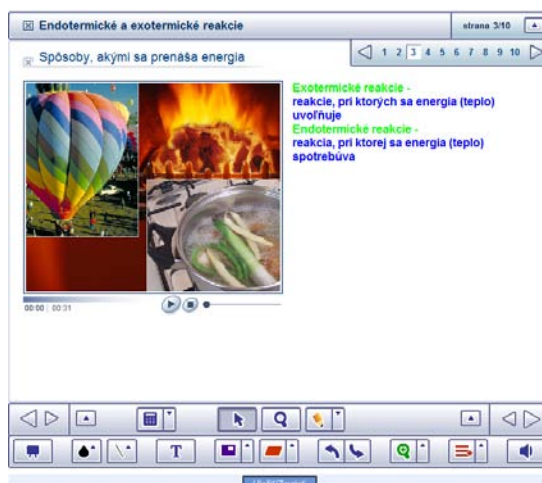 Endotermické a exotermické reakcie
strana 3/10
Spôsoby, akými sa prenáša energia
1 2 3 4 5 6 7 8 9 10
Exotermické reakcie -
reakcie, pri ktorých sa energia (teplo)
uvoľňuje
Endotermické reakcie -
reakcia, pri ktorej sa energia (teplo)
spotrebúva
00:00 | 00:31
T